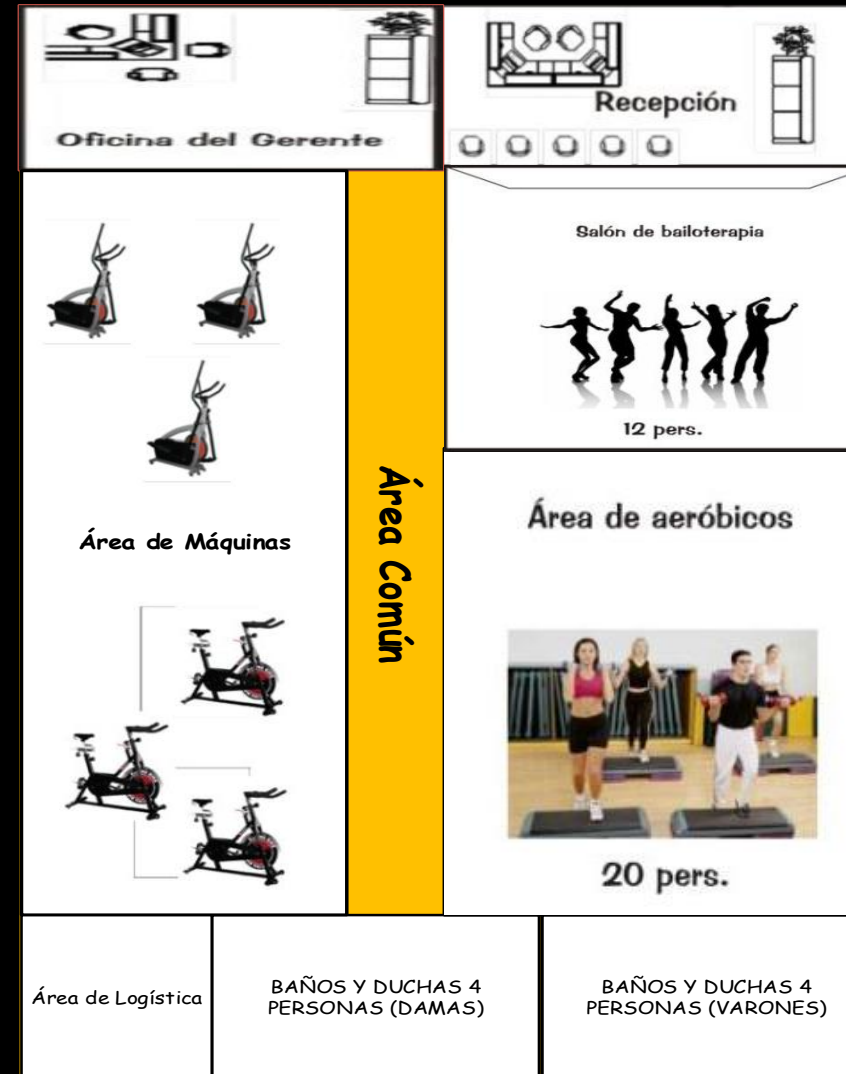 Oficina del Gerente
Recepción
Salón de bailoterapia
12 pers.
Área de Máquinas
Área Común
Área de aeróbicos
20 pers.
Área de Logística
BAÑOS Y DUCHAS 4
PERSONAS (DAMAS)
BAÑOS Y DUCHAS 4
PERSONAS (VARONES)